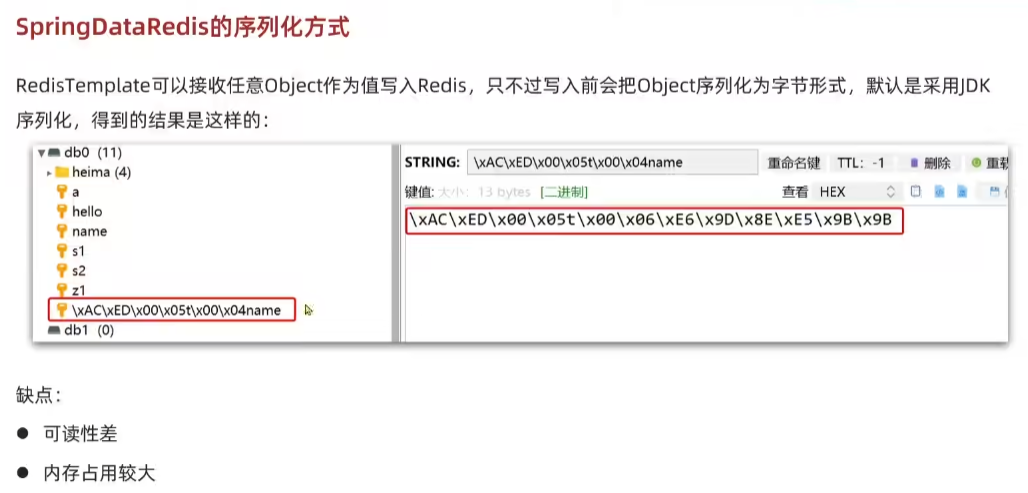 SpringDataRedis的序列化方式
RedisTemplate可以接收任意Object作为值写入Redis，只不过写入前会把Object序列化为字节形式，默认是采用JDK
序列化，得到的结果是这样的：
db0 (11)
heima (4)
a
hello
name
s1
s2
z1
\xAC\xED\x00\x05t\x00\x04name
db1 (0)
STRING: \xAC\xED\x00\x05t\x00\x04name 重命名键 TTL: -1 删除 重载
键值: 大小: 13 bytes [二进制] 查看 HEX
\xAC\xED\x00\x05t\x00\x06\xE6\x9D\x8E\xE5\x9B\x9B
缺点：
● 可读性差
● 内存占用较大